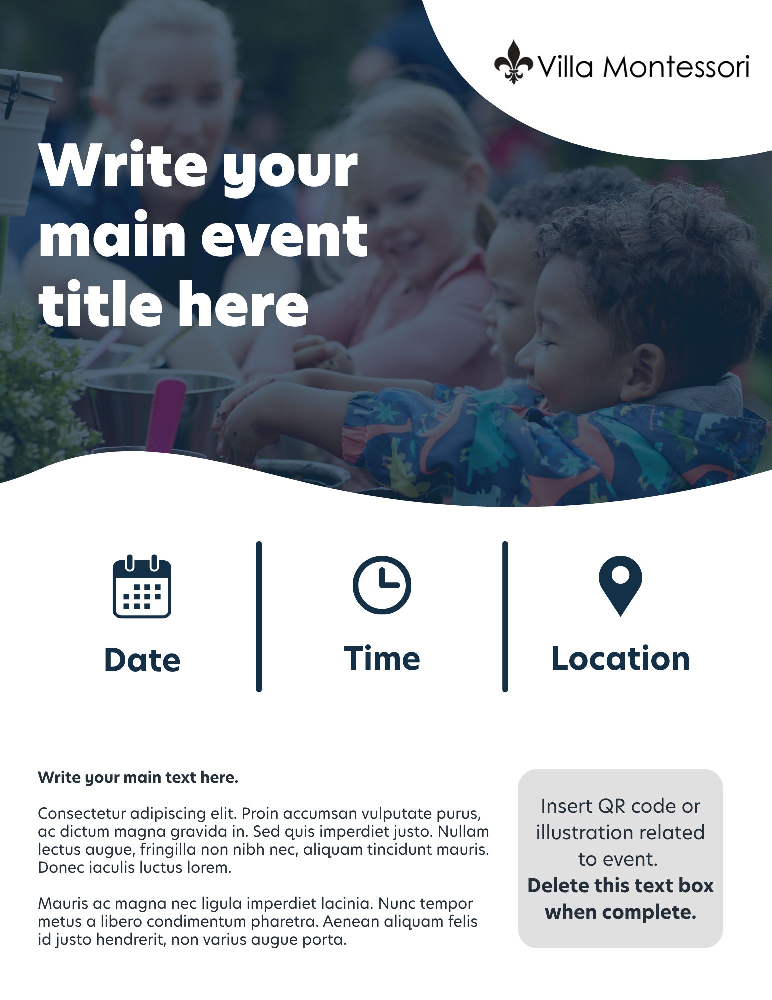 Villa Montessori
Write your
main event
title here
Date
Time
Location
Write your main text here.
Consectetur adipiscing elit. Proin accumsan vulputate purus,
ac dictum magna gravida in. Sed quis imperdiet justo. Nullam
lectus augue, fringilla non nibh nec, aliquam tincidunt mauris.
Donec iaculis luctus lorem.
Mauris ac magna nec ligula imperdiet lacinia. Nunc tempor
metus a libero condimentum pharetra. Aenean aliquam felis
id justo hendrerit, non varius augue porta.
Insert QR code or
illustration related
to event.
Delete this text box
when complete.